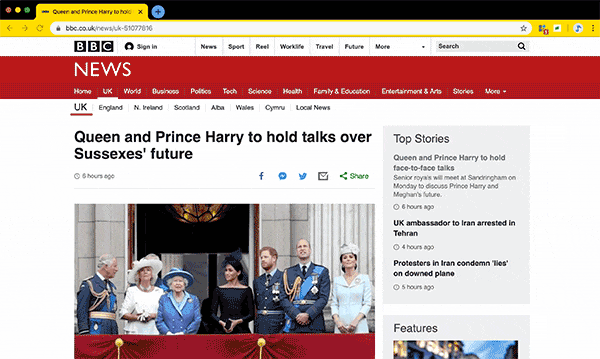 Queen and Prince Harry to hold
bbc.co.uk/news/uk-51077816
BBC Sign in News Sport Reel Worklife Travel Future More Search
NEWS
Home UK World Business Politics Tech Science Health Family & Education Entertainment & Arts Stories More
UK England N. Ireland Scotland Alba Wales Cymru Local News
Queen and Prince Harry to hold talks over
Sussexes' future
6 hours ago
Share
Top Stories
Queen and Prince Harry to hold
face-to-face talks
Senior royals will meet at Sandringham on
Monday to discuss Prince Harry and
Meghan's future.
6 hours ago
UK ambassador to Iran arrested in
Tehran
4 hours ago
Protesters in Iran condemn 'lies'
on downed plane
5 hours ago
Features